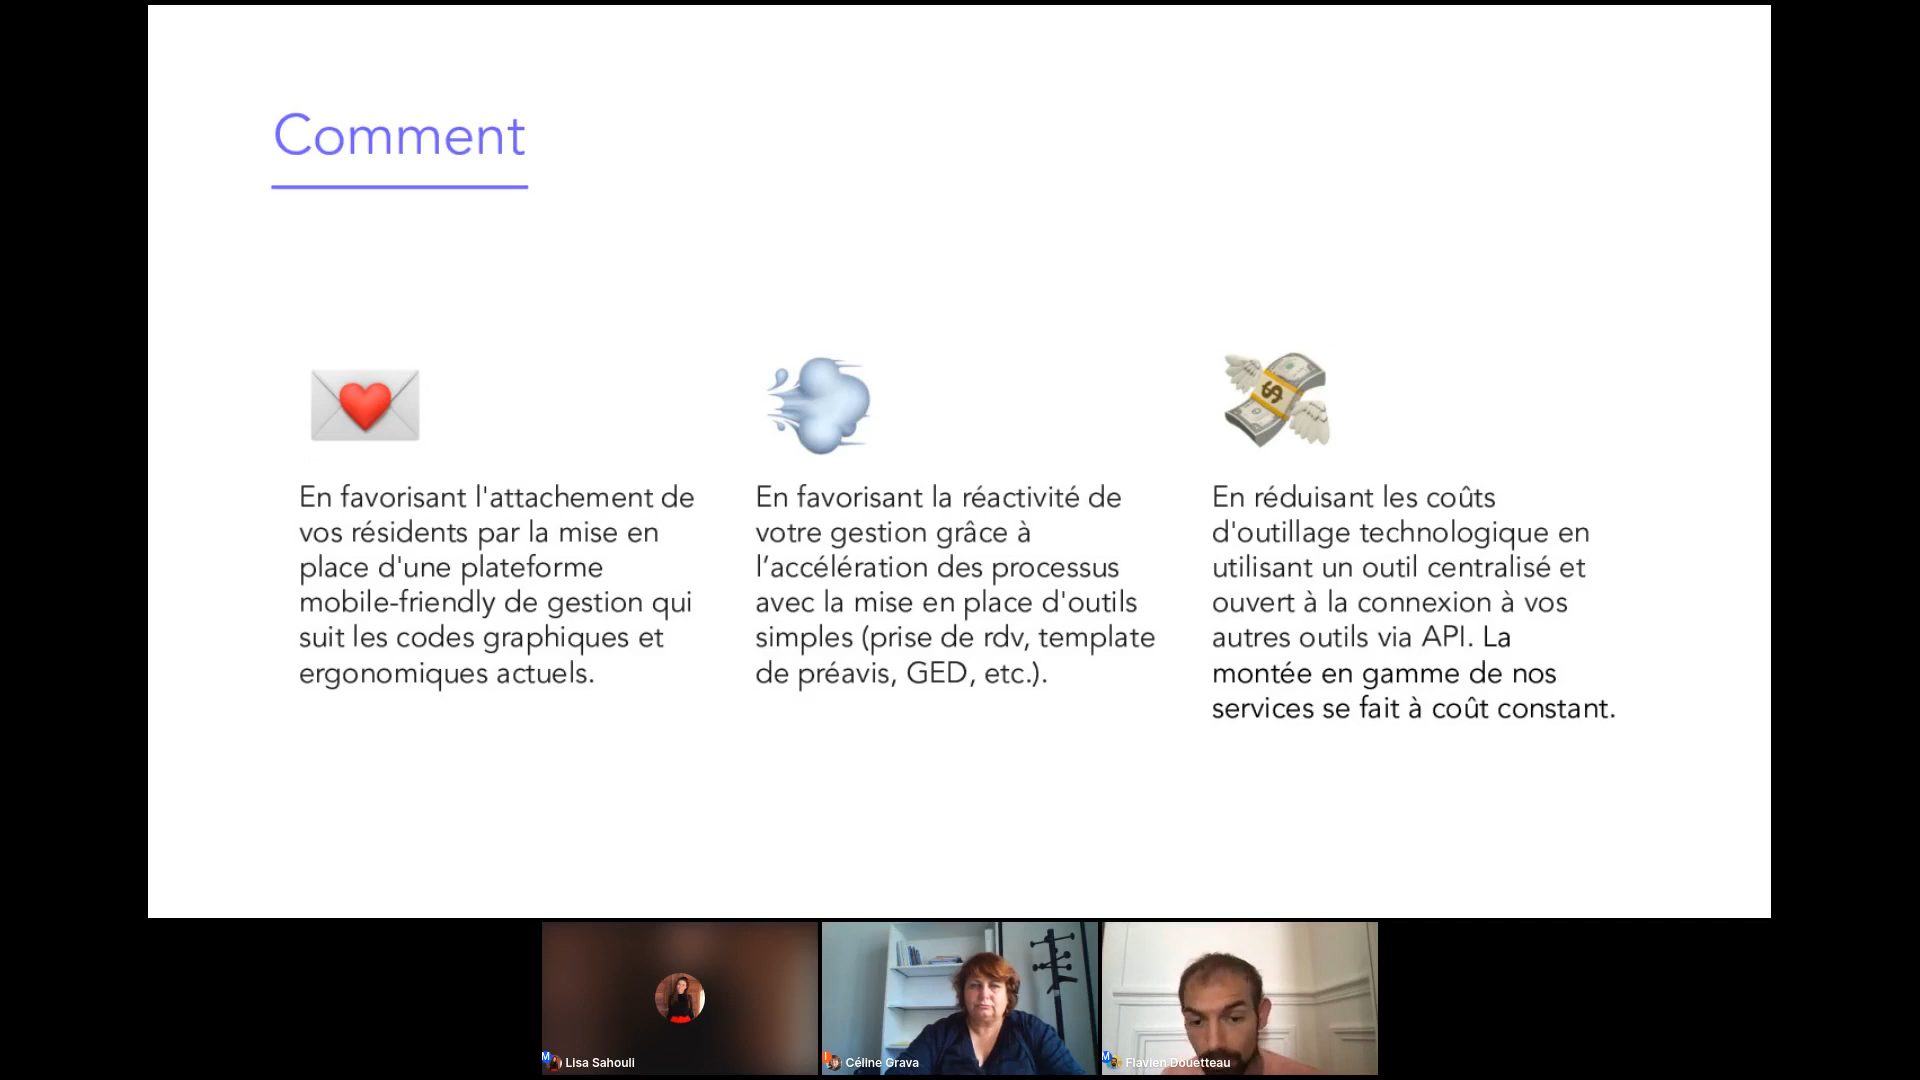 Comment
En favorisant l'attachement de
vos résidents par la mise en
place d'une plateforme
mobile-friendly de gestion qui
suit les codes graphiques et
ergonomiques actuels.
En favorisant la réactivité de
votre gestion grâce à
l’accélération des processus
avec la mise en place d'outils
simples (prise de rdv, template
de préavis, GED, etc.).
En réduisant les coûts
d'outillage technologique en
utilisant un outil centralisé et
ouvert à la connexion à vos
autres outils via API. La
montée en gamme de nos
services se fait à coût constant.
M Lisa Sahouli
Céline Grava
M Flavien Douetteau